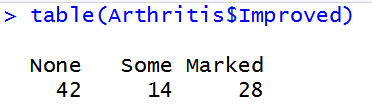 > table(Arthritis$Improved)
None Some Marked
42 14 28